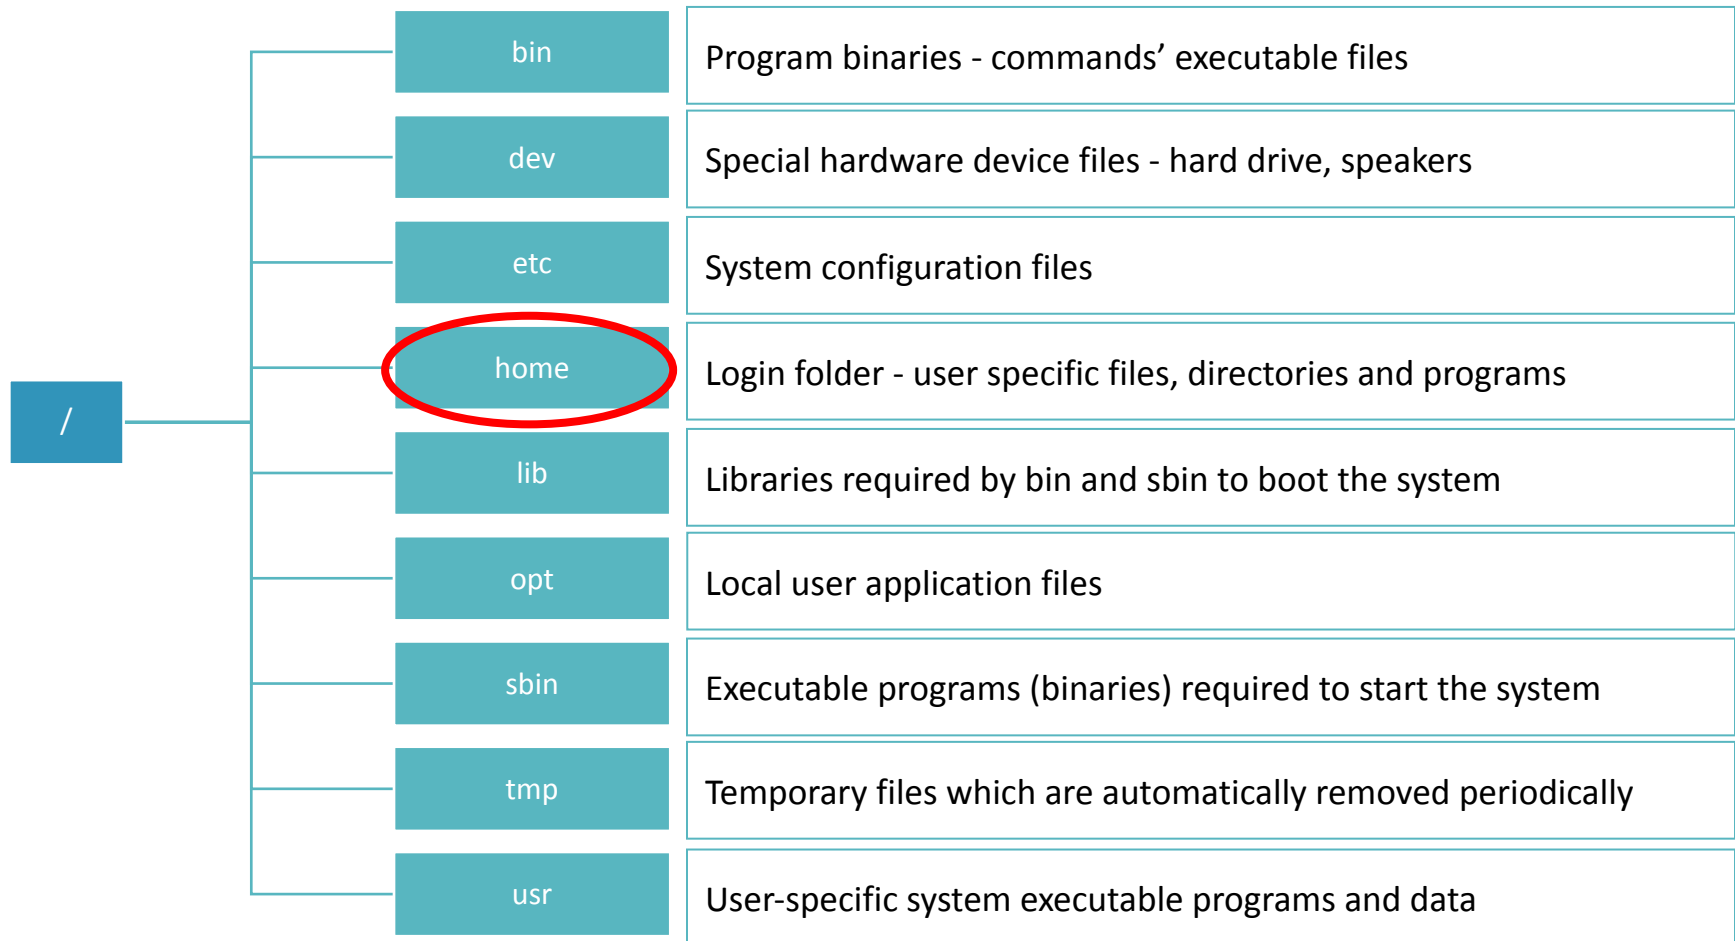 /
bin
Program binaries - commands’ executable files
dev
Special hardware device files - hard drive, speakers
etc
System configuration files
home
Login folder - user specific files, directories and programs
lib
Libraries required by bin and sbin to boot the system
opt
Local user application files
sbin
Executable programs (binaries) required to start the system
tmp
Temporary files which are automatically removed periodically
usr
User-specific system executable programs and data